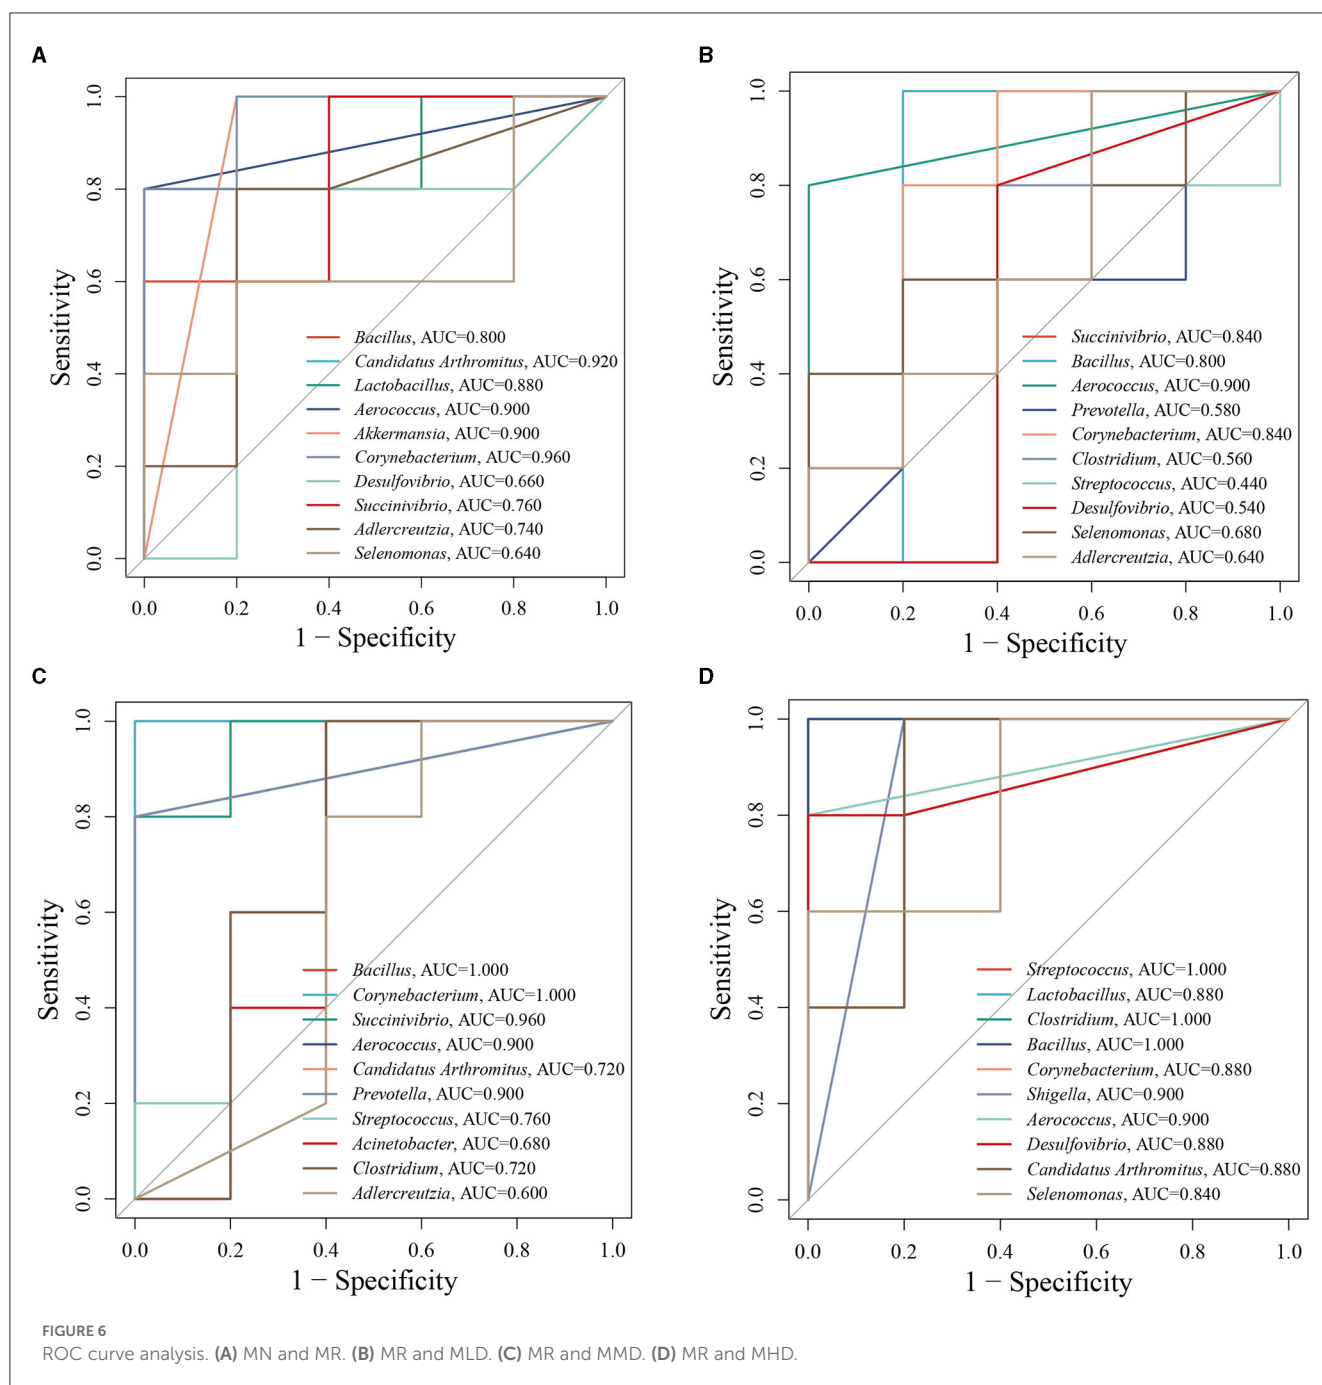 A
Sensitivity
0.0 0.2 0.4 0.6 0.8 1.0
Bacillus, AUC=0.800
Candidatus Arthromitus, AUC=0.920
Lactobacillus, AUC=0.880
Aerococcus, AUC=0.900
Akkermansia, AUC=0.900
Corynebacterium, AUC=0.960
Desulfovibrio, AUC=0.660
Succinivibrio, AUC=0.760
Adlercreutzia, AUC=0.740
Selenomonas, AUC=0.640
0.0 0.2 0.4 0.6 0.8 1.0
1 − Specificity
B
Sensitivity
0.0 0.2 0.4 0.6 0.8 1.0
Succinivibrio, AUC=0.840
Bacillus, AUC=0.800
Aerococcus, AUC=0.900
Prevotella, AUC=0.580
Corynebacterium, AUC=0.840
Clostridium, AUC=0.560
Streptococcus, AUC=0.440
Desulfovibrio, AUC=0.540
Selenomonas, AUC=0.680
Adlercreutzia, AUC=0.640
0.0 0.2 0.4 0.6 0.8 1.0
1 − Specificity
C
Sensitivity
0.0 0.2 0.4 0.6 0.8 1.0
Bacillus, AUC=1.000
Corynebacterium, AUC=1.000
Succinivibrio, AUC=0.960
Aerococcus, AUC=0.900
Candidatus Arthromitus, AUC=0.720
Prevotella, AUC=0.900
Streptococcus, AUC=0.760
Acinetobacter, AUC=0.680
Clostridium, AUC=0.720
Adlercreutzia, AUC=0.600
0.0 0.2 0.4 0.6 0.8 1.0
1 − Specificity
D
Sensitivity
0.0 0.2 0.4 0.6 0.8 1.0
Streptococcus, AUC=1.000
Lactobacillus, AUC=0.880
Clostridium, AUC=1.000
Bacillus, AUC=1.000
Corynebacterium, AUC=0.880
Shigella, AUC=0.900
Aerococcus, AUC=0.900
Desulfovibrio, AUC=0.880
Candidatus Arthromitus, AUC=0.880
Selenomonas, AUC=0.840
0.0 0.2 0.4 0.6 0.8 1.0
1 − Specificity
FIGURE 6
ROC curve analysis. (A) MN and MR. (B) MR and MLD. (C) MR and MMD. (D) MR and MHD.